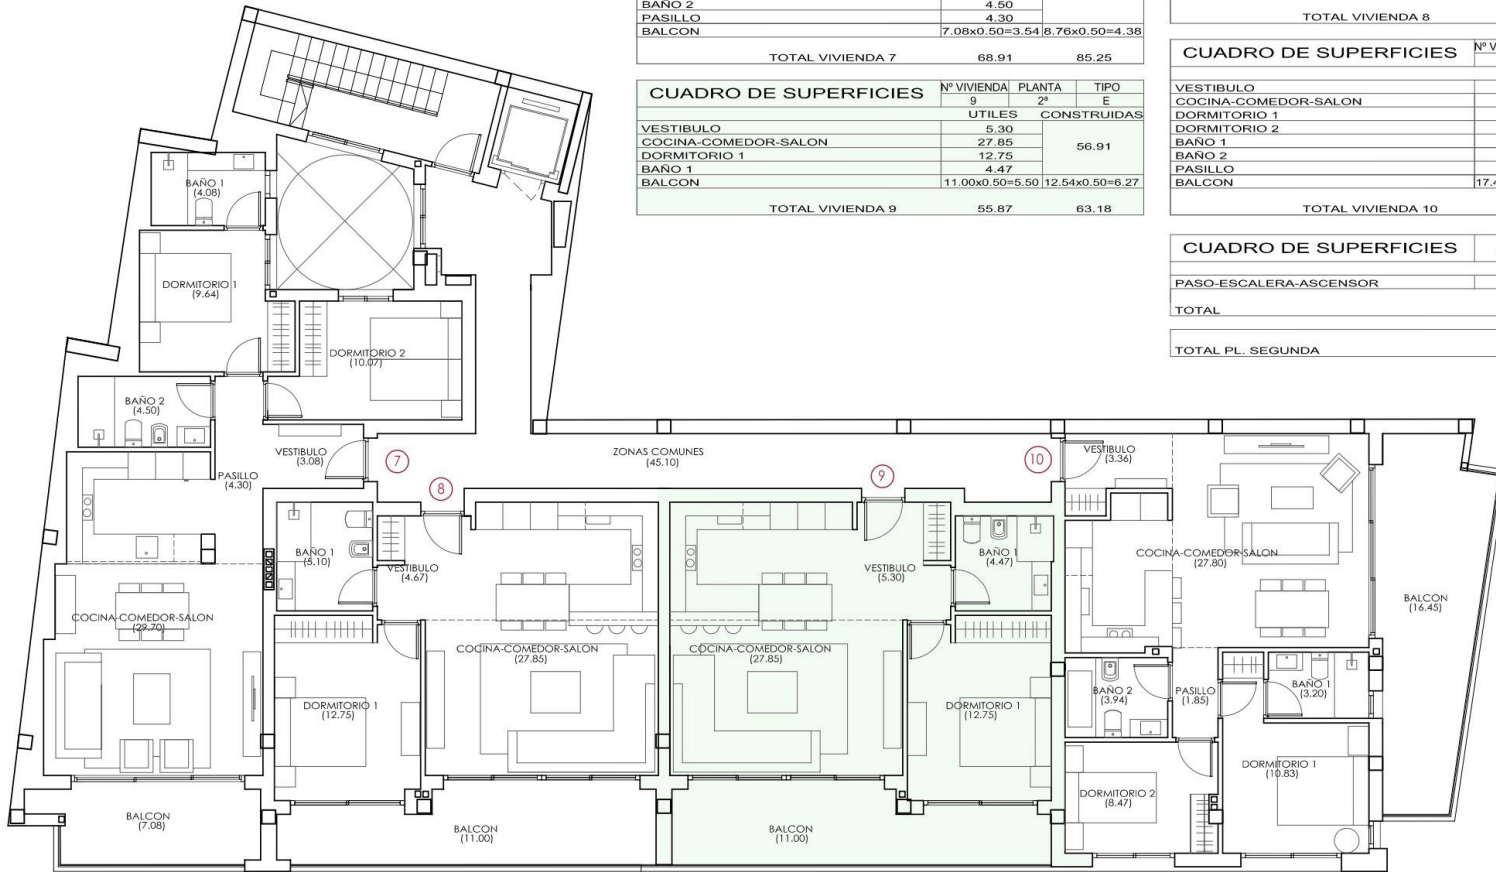 BAÑO 2 4.50
PASILLO 4.30
BALCON 7.08x0.50=3.54 8.76x0.50=4.38
TOTAL VIVIENDA 7 68.91 85.25
TOTAL VIVIENDA 8
CUADRO DE SUPERFICIES Nº VIVIENDA PLANTA TIPO
9 2ª E
UTILES CONSTRUIDAS
VESTIBULO 5.30
COCINA-COMEDOR-SALON 27.85
56.91
DORMITORIO 1 12.75
BAÑO 1 4.47
BALCON 11.00x0.50=5.50 12.54x0.50=6.27
TOTAL VIVIENDA 9 55.87 63.18
CUADRO DE SUPERFICIES Nº V
VESTIBULO
COCINA-COMEDOR-SALON
DORMITORIO 1
DORMITORIO 2
BAÑO 1
BAÑO 2
PASILLO
BALCON 17.4
TOTAL VIVIENDA 10
CUADRO DE SUPERFICIES
PASO-ESCALERA-ASCENSOR
TOTAL
TOTAL PL. SEGUNDA
BAÑO 1
(4.08)
DORMITORIO 1
(9.64)
DORMITORIO 2
(10.07)
BAÑO 2
(4.50)
VESTIBULO
(3.08)
PASILLO
(4.30)
7
8
ZONAS COMUNES
(45.10)
9
10
VESTIBULO
(3.36)
BAÑO 1
(5.10)
VESTIBULO
(4.67)
VESTIBULO
(5.30)
BAÑO 1
(4.47)
COCINA-COMEDOR-SALON
(27.80)
BALCON
(16.45)
COCINA-COMEDOR-SALON
(29.70)
COCINA-COMEDOR-SALON
(27.85)
COCINA-COMEDOR-SALON
(27.85)
DORMITORIO 1
(12.75)
DORMITORIO 1
(12.75)
BAÑO 2
(3.94)
PASILLO
(1.85)
BAÑO 1
(3.20)
DORMITORIO 2
(8.47)
DORMITORIO 1
(10.83)
BALCON
(7.08)
BALCON
(11.00)
BALCON
(11.00)